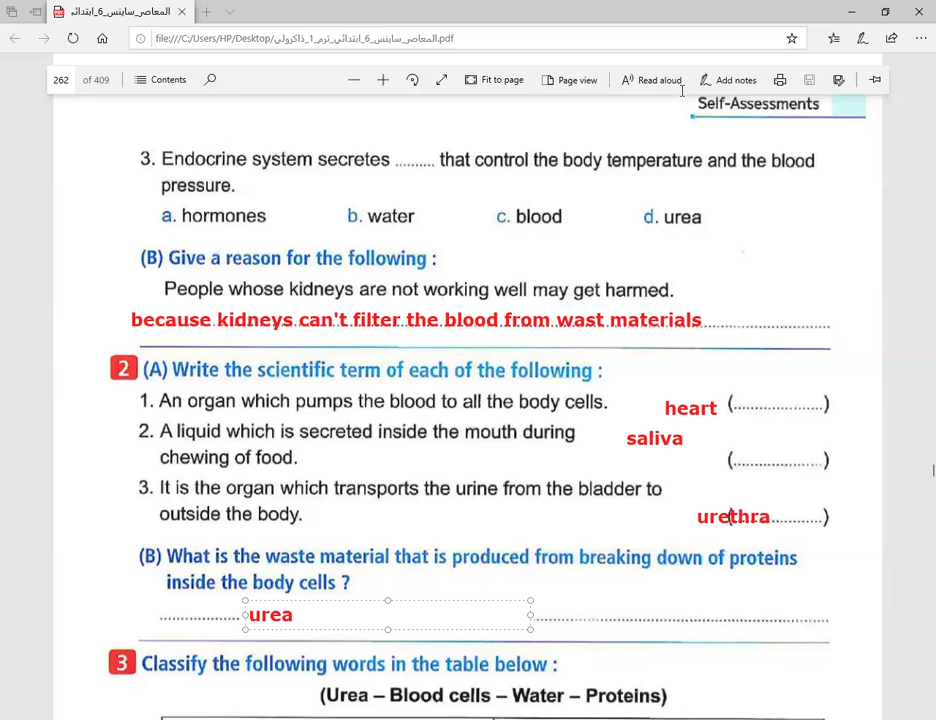 المعاصر_ساينس_6_ابتدائي
file:///C:/Users/HP/Desktop/المعاصر_ساينس_6_ابتدائي_ترم_1_ذاكرولي.pdf
262 of 409 Contents Fit to page Page view Read aloud Add notes
Self-Assessments
3. Endocrine system secretes ......... that control the body temperature and the blood
pressure.
a. hormones b. water c. blood d. urea
(B) Give a reason for the following :
People whose kidneys are not working well may get harmed.
because kidneys can't filter the blood from wast materials
2 (A) Write the scientific term of each of the following :
1. An organ which pumps the blood to all the body cells. heart (......................)
2. A liquid which is secreted inside the mouth during saliva
chewing of food. (......................)
3. It is the organ which transports the urine from the bladder to
outside the body. urethra (......................)
(B) What is the waste material that is produced from breaking down of proteins
inside the body cells ?
urea
3 Classify the following words in the table below :
(Urea – Blood cells – Water – Proteins)